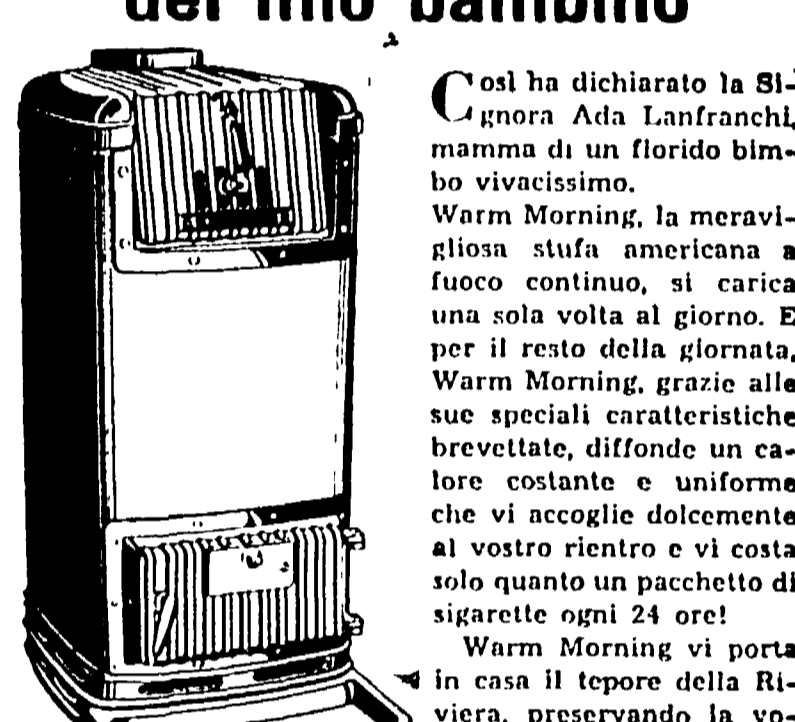 del mio bambino
Così ha dichiarato la Si-
gnora Ada Lanfranchi,
mamma di un florido bim-
bo vivacissimo.
Warm Morning, la meravi-
gliosa stufa americana a
fuoco continuo, si carica
una sola volta al giorno. E
per il resto della giornata,
Warm Morning, grazie alle
sue speciali caratteristiche
brevettate, diffonde un ca-
lore costante e uniforme
che vi accoglie dolcemente
al vostro rientro e vi costa
solo quanto un pacchetto di
sigarette ogni 24 ore!
Warm Morning vi porta
in casa il tepore della Ri-
viera, preservando la vo-